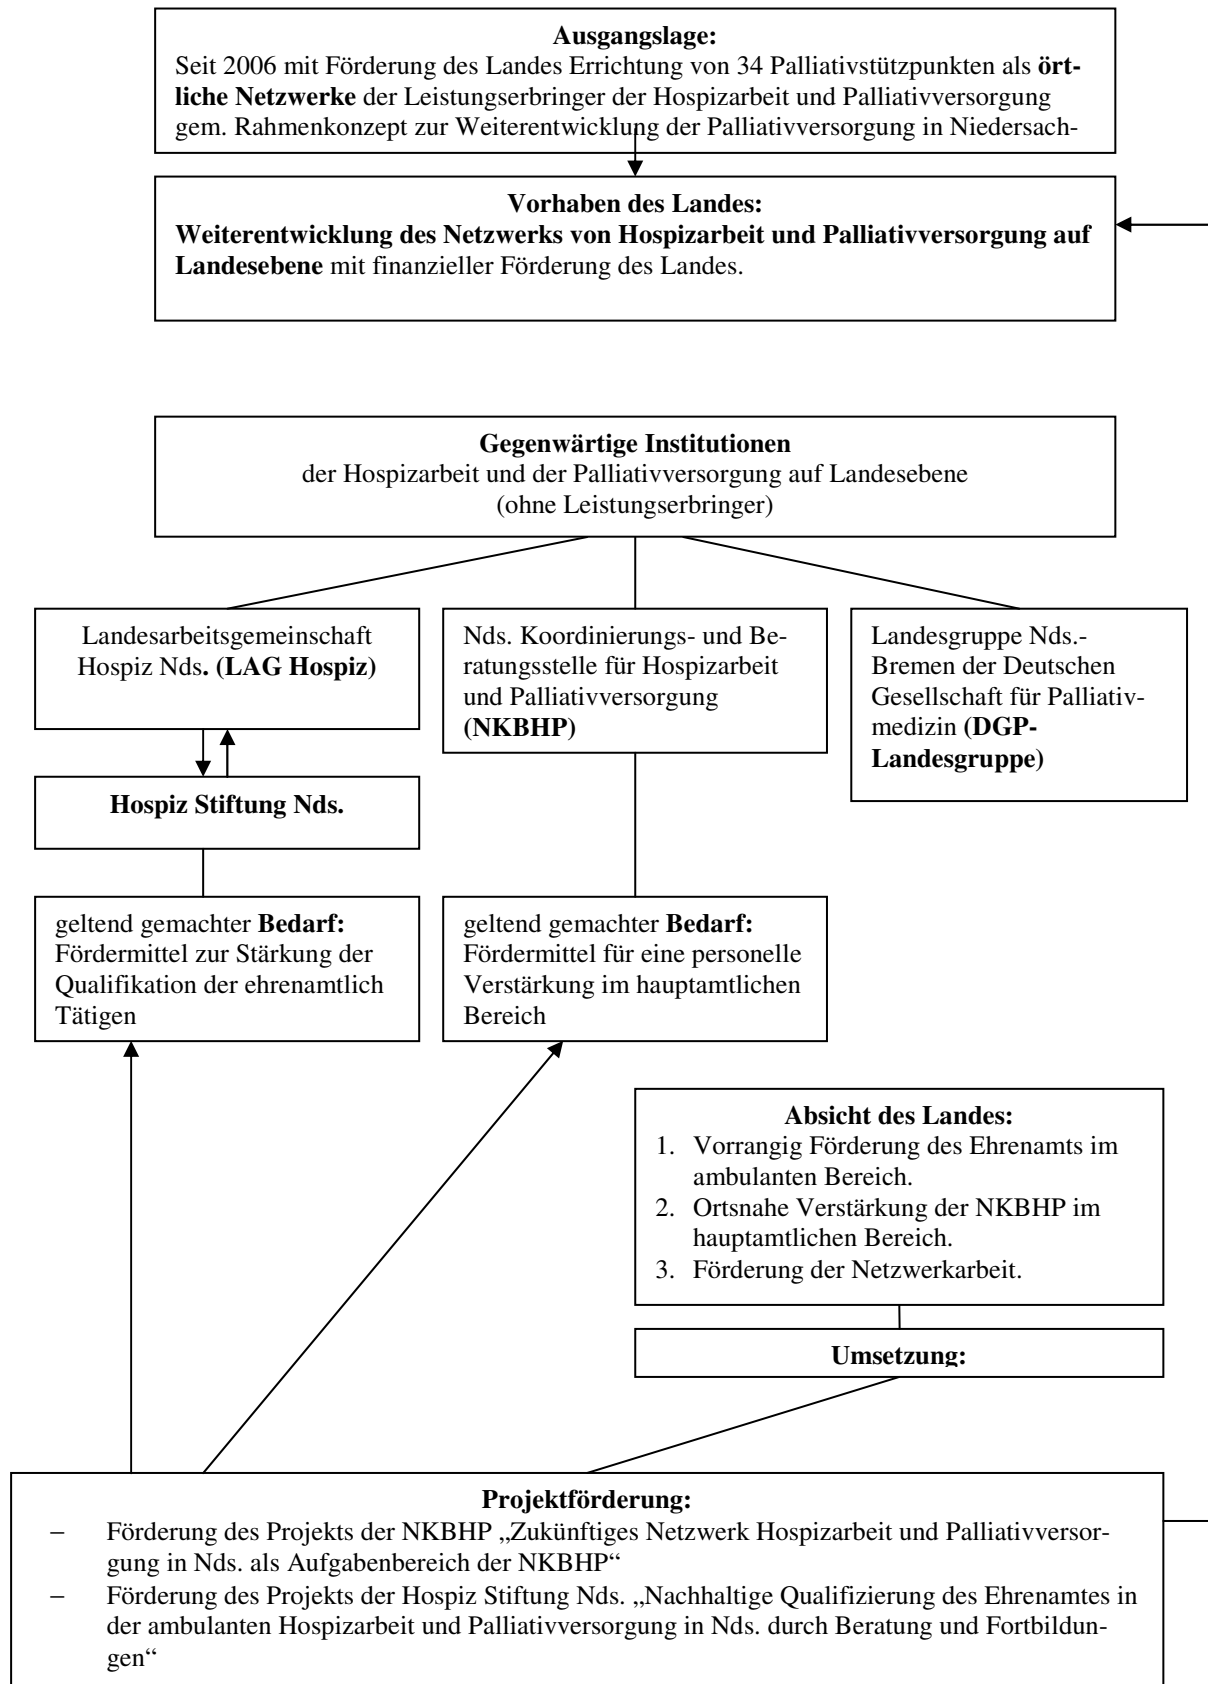 Ausgangslage:
Seit 2006 mit Förderung des Landes Errichtung von 34 Palliativstützpunkten als ört-
liche Netzwerke der Leistungserbringer der Hospizarbeit und Palliativversorgung
gem. Rahmenkonzept zur Weiterentwicklung der Palliativversorgung in Niedersach-
Vorhaben des Landes:
Weiterentwicklung des Netzwerks von Hospizarbeit und Palliativversorgung auf
Landesebene mit finanzieller Förderung des Landes.
Gegenwärtige Institutionen
der Hospizarbeit und der Palliativversorgung auf Landesebene
(ohne Leistungserbringer)
Landesarbeitsgemeinschaft
Hospiz Nds. (LAG Hospiz)
Nds. Koordinierungs- und Be-
ratungsstelle für Hospizarbeit
und Palliativversorgung
(NKBHP)
Landesgruppe Nds.-
Bremen der Deutschen
Gesellschaft für Palliativ-
medizin (DGP-
Landesgruppe)
Hospiz Stiftung Nds.
geltend gemachter Bedarf:
Fördermittel zur Stärkung der
Qualifikation der ehrenamtlich
Tätigen
geltend gemachter Bedarf:
Fördermittel für eine personelle
Verstärkung im hauptamtlichen
Bereich
Absicht des Landes:
1. Vorrangig Förderung des Ehrenamts im
ambulanten Bereich.
2. Ortsnahe Verstärkung der NKBHP im
hauptamtlichen Bereich.
3. Förderung der Netzwerkarbeit.
Umsetzung:
Projektförderung:
– Förderung des Projekts der NKBHP „Zukünftiges Netzwerk Hospizarbeit und Palliativversor-
gung in Nds. als Aufgabenbereich der NKBHP“
– Förderung des Projekts der Hospiz Stiftung Nds. „Nachhaltige Qualifizierung des Ehrenamtes in
der ambulanten Hospizarbeit und Palliativversorgung in Nds. durch Beratung und Fortbildun-
gen“